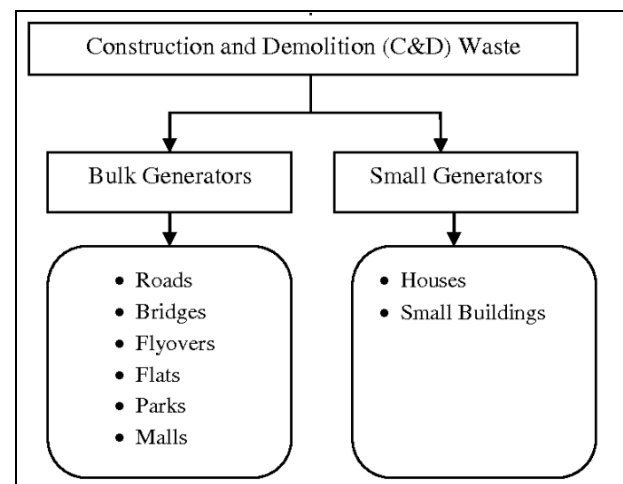 Construction and Demolition (C&D) Waste
Bulk Generators
Small Generators
• Roads
• Bridges
• Flyovers
• Flats
• Parks
• Malls
• Houses
• Small Buildings